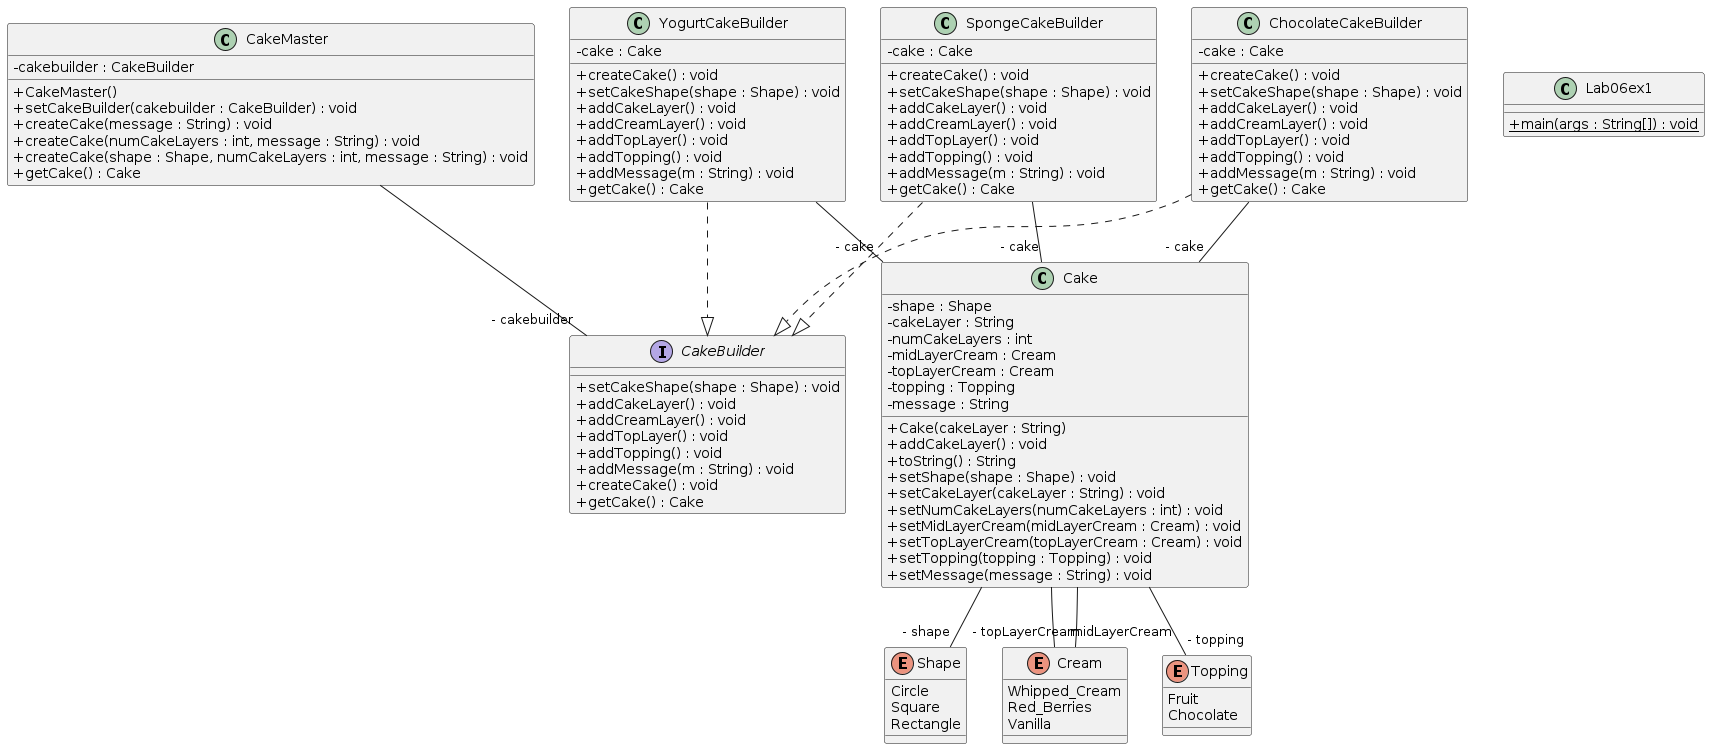 C CakeMaster
-cakebuilder : CakeBuilder
+CakeMaster()
+setCakeBuilder(cakebuilder : CakeBuilder) : void
+createCake(message : String) : void
+createCake(numCakeLayers : int, message : String) : void
+createCake(shape : Shape, numCakeLayers : int, message : String) : void
+getCake() : Cake
C YogurtCakeBuilder
-cake : Cake
+createCake() : void
+setCakeShape(shape : Shape) : void
+addCakeLayer() : void
+addCreamLayer() : void
+addTopLayer() : void
+addTopping() : void
+addMessage(m : String) : void
+getCake() : Cake
C SpongeCakeBuilder
-cake : Cake
+createCake() : void
+setCakeShape(shape : Shape) : void
+addCakeLayer() : void
+addCreamLayer() : void
+addTopLayer() : void
+addTopping() : void
+addMessage(m : String) : void
+getCake() : Cake
C ChocolateCakeBuilder
-cake : Cake
+createCake() : void
+setCakeShape(shape : Shape) : void
+addCakeLayer() : void
+addCreamLayer() : void
+addTopLayer() : void
+addTopping() : void
+addMessage(m : String) : void
+getCake() : Cake
C Lab06ex1
+main(args : String[]) : void
- cake
- cake
- cake
- cakebuilder
I CakeBuilder
+setCakeShape(shape : Shape) : void
+addCakeLayer() : void
+addCreamLayer() : void
+addTopLayer() : void
+addTopping() : void
+addMessage(m : String) : void
+createCake() : void
+getCake() : Cake
C Cake
-shape : Shape
-cakeLayer : String
-numCakeLayers : int
-midLayerCream : Cream
-topLayerCream : Cream
-topping : Topping
-message : String
+Cake(cakeLayer : String)
+addCakeLayer() : void
+toString() : String
+setShape(shape : Shape) : void
+setCakeLayer(cakeLayer : String) : void
+setNumCakeLayers(numCakeLayers : int) : void
+setMidLayerCream(midLayerCream : Cream) : void
+setTopLayerCream(topLayerCream : Cream) : void
+setTopping(topping : Topping) : void
+setMessage(message : String) : void
- shape
- topLayerCream
midLayerCream
- topping
E Shape
Circle
Square
Rectangle
E Cream
Whipped_Cream
Red_Berries
Vanilla
E Topping
Fruit
Chocolate